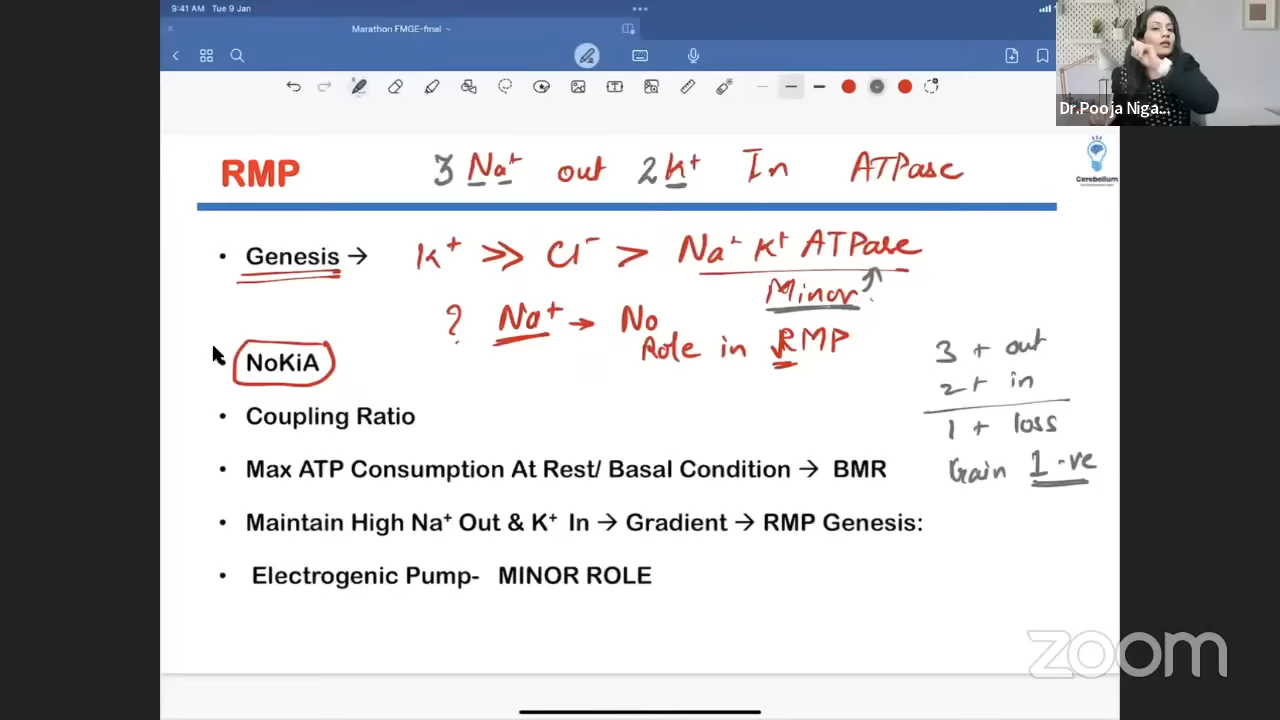 9:41 AM Tue 9 Jan
Marathon FMGE-final
Dr.Pooja Niga...
RMP 3 Na⁺ out 2 K⁺ In ATPase
Cerebellum
• Genesis → K⁺ >> Cl⁻ > Na⁺ K⁺ ATPase
Minor
? Na⁺ → No
Role in RMP
• NoKiA
3 + out
2 + in
1 + loss
Gain 1 -ve
• Coupling Ratio
• Max ATP Consumption At Rest/ Basal Condition → BMR
• Maintain High Na⁺ Out & K⁺ In → Gradient → RMP Genesis:
• Electrogenic Pump- MINOR ROLE
zoom